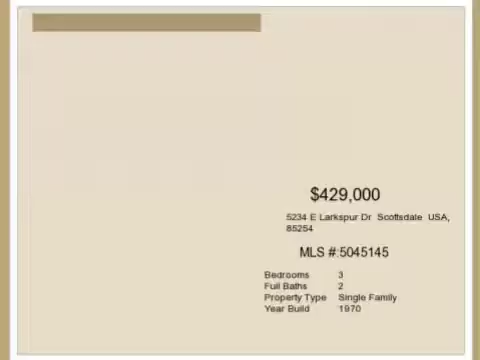 $429,000
5234 E Larkspur Dr Scottsdale USA,
85254
MLS #:5045145
Bedrooms 3
Full Baths 2
Property Type Single Family
Year Build 1970